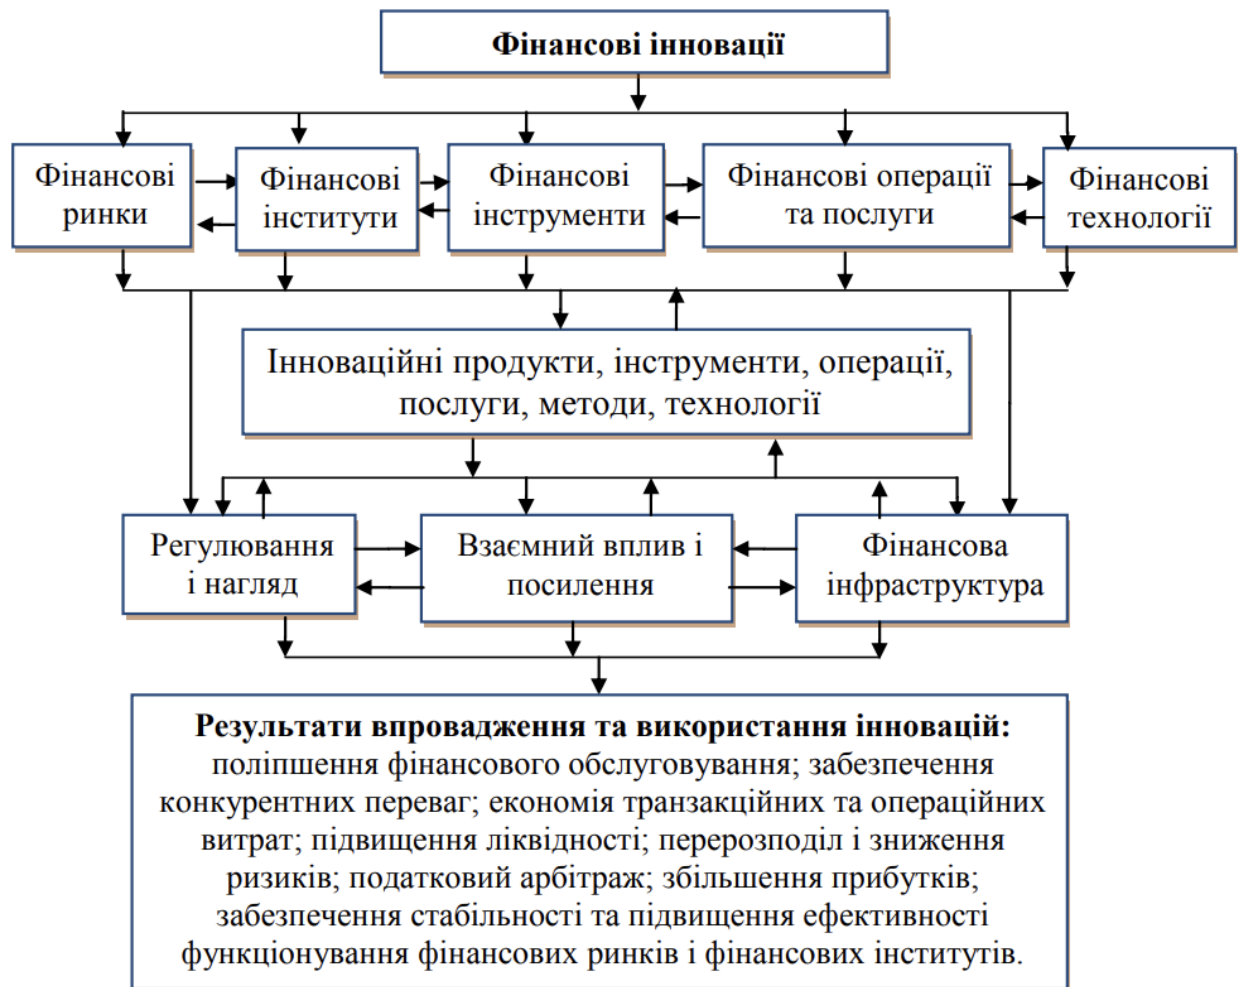 Фінансові інновації
Фінансові
ринки
Фінансові
інститути
Фінансові
інструменти
Фінансові операції
та послуги
Фінансові
технології
Інноваційні продукти, інструменти, операції,
послуги, методи, технології
Регулювання
і нагляд
Взаємний вплив і
посилення
Фінансова
інфраструктура
Результати впровадження та використання інновацій:
поліпшення фінансового обслуговування; забезпечення
конкурентних переваг; економія транзакційних та операційних
витрат; підвищення ліквідності; перерозподіл і зниження
ризиків; податковий арбітраж; збільшення прибутків;
забезпечення стабільності та підвищення ефективності
функціонування фінансових ринків і фінансових інститутів.